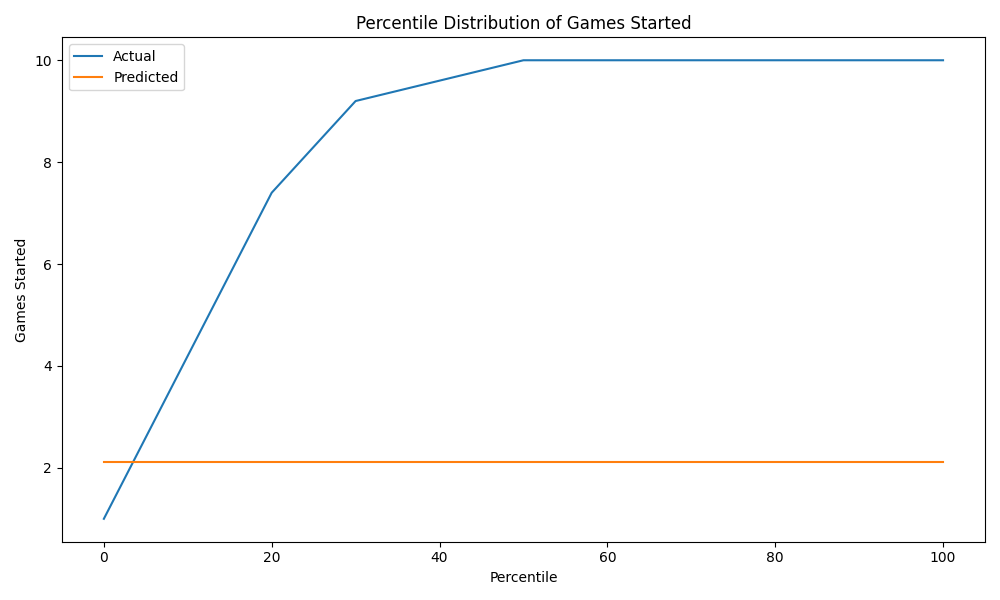 Percentile Distribution of Games Started
Actual
Predicted
10
8
6
4
2
Games Started
0 20 40 60 80 100
Percentile